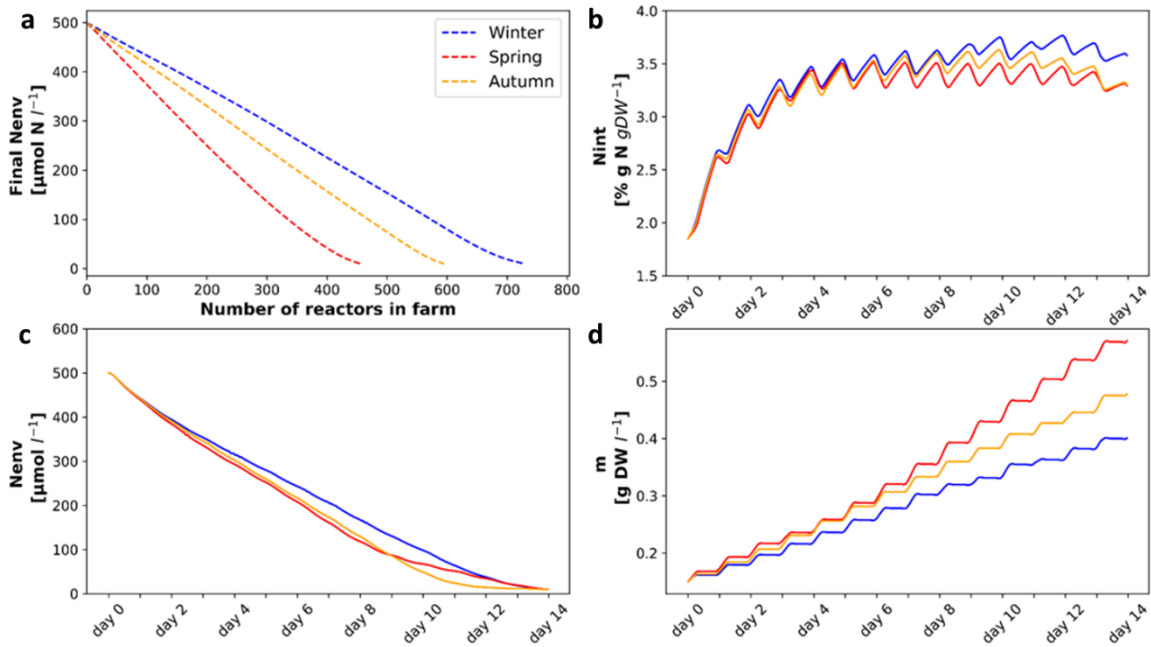 a
500
400
300
200
100
0
Final Nenv
[µmol N /⁻¹]
0 100 200 300 400 500 600 700 800
Number of reactors in farm
Winter
Spring
Autumn
b
4.0
3.5
3.0
2.5
2.0
1.5
Nint
[% g N gDW⁻¹]
day 0 day 2 day 4 day 6 day 8 day 10 day 12 day 14
c
600
500
400
300
200
100
0
Nenv
[µmol /⁻¹]
day 0 day 2 day 4 day 6 day 8 day 10 day 12 day 14
d
0.5
0.4
0.3
0.2
m
[g DW /⁻¹]
day 0 day 2 day 4 day 6 day 8 day 10 day 12 day 14